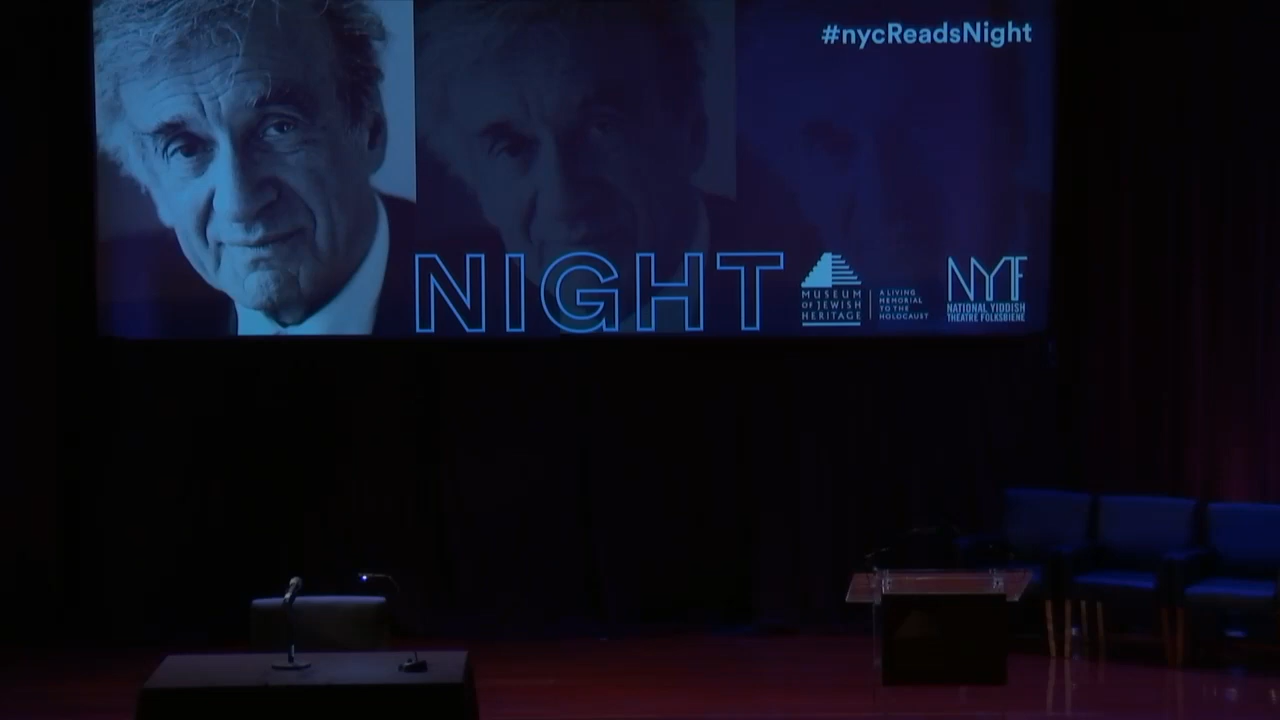 #nycReadsNight
NIGHT
MUSEUM
OF JEWISH
HERITAGE
A LIVING
MEMORIAL
TO THE
HOLOCAUST
NYTF
NATIONAL YIDDISH
THEATRE FOLKSBIENE